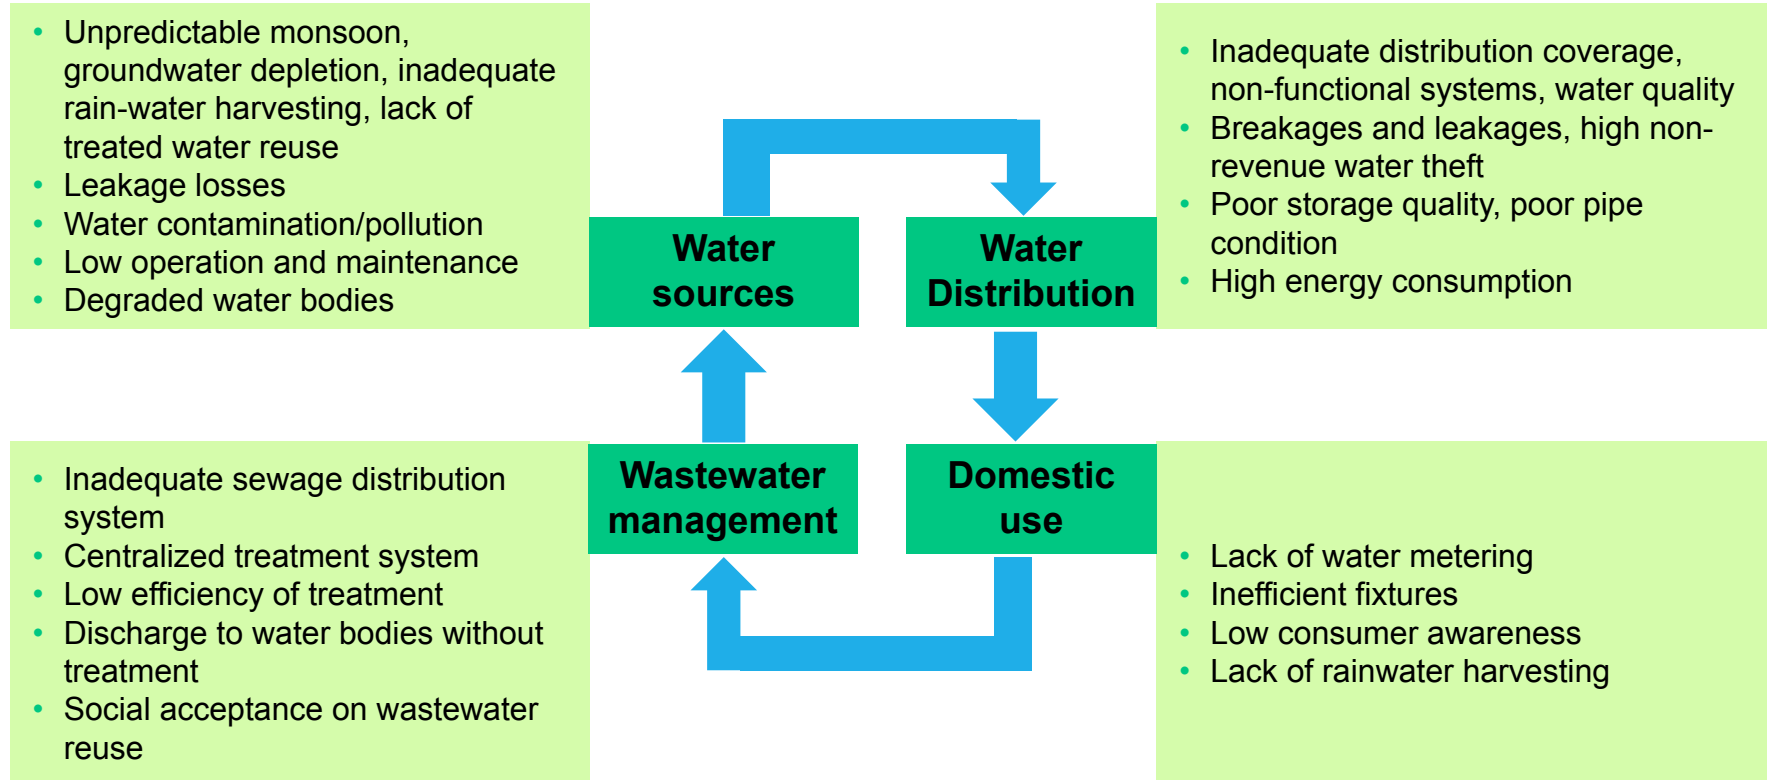 • Unpredictable monsoon,
groundwater depletion, inadequate
rain-water harvesting, lack of
treated water reuse
• Leakage losses
• Water contamination/pollution
• Low operation and maintenance
• Degraded water bodies
Water
sources
Water
Distribution
• Inadequate distribution coverage,
non-functional systems, water quality
• Breakages and leakages, high non-
revenue water theft
• Poor storage quality, poor pipe
condition
• High energy consumption
• Inadequate sewage distribution
system
• Centralized treatment system
• Low efficiency of treatment
• Discharge to water bodies without
treatment
• Social acceptance on wastewater
reuse
Wastewater
management
Domestic
use
• Lack of water metering
• Inefficient fixtures
• Low consumer awareness
• Lack of rainwater harvesting